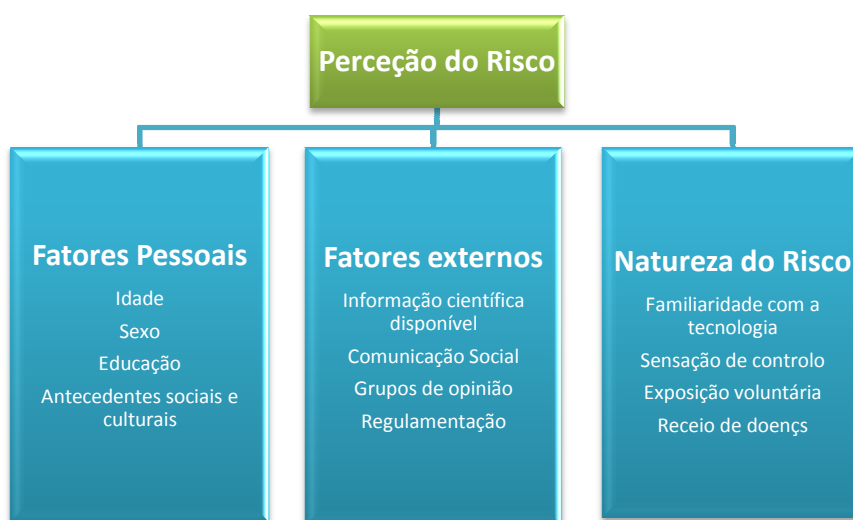 Perceção do Risco
Fatores Pessoais
Idade
Sexo
Educação
Antecedentes sociais e
culturais
Fatores externos
Informação científica
disponível
Comunicação Social
Grupos de opinião
Regulamentação
Natureza do Risco
Familiaridade com a
tecnologia
Sensação de controlo
Exposição voluntária
Receio de doençs